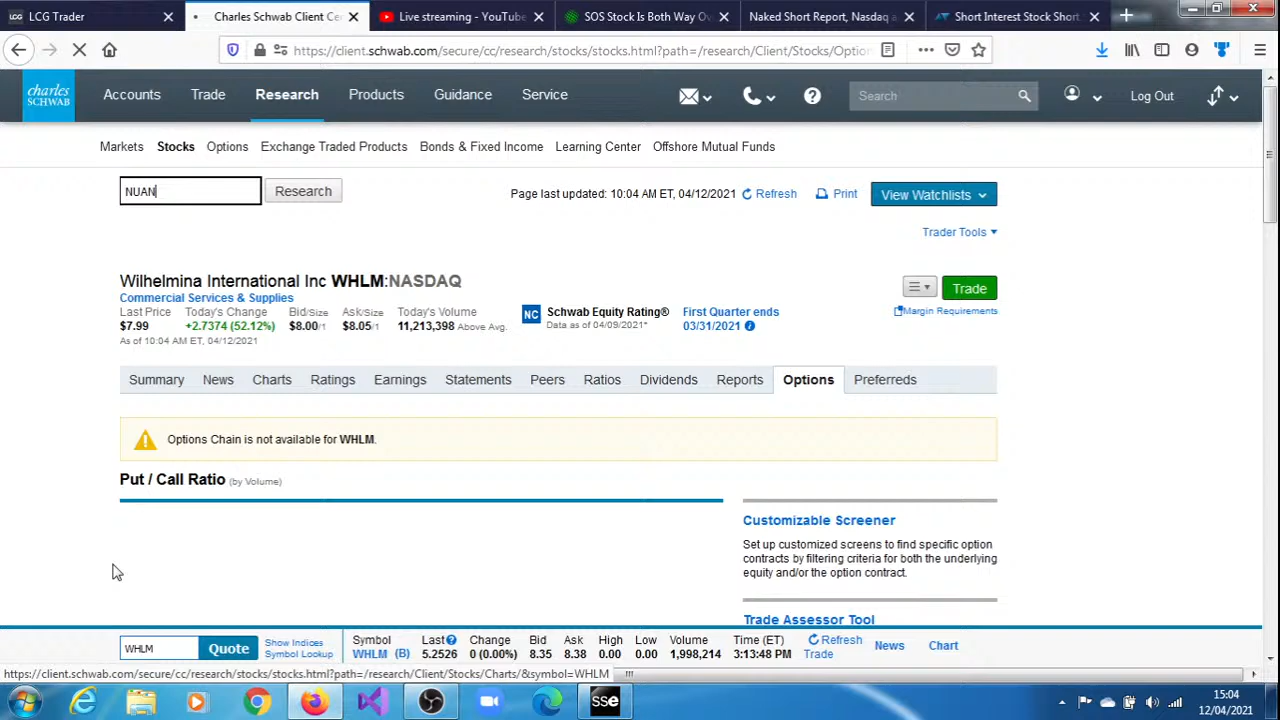 LCG Trader
Charles Schwab Client Ce
Live streaming - YouTube
SOS Stock Is Both Way Ov
Naked Short Report, Nasdaq a
Short Interest Stock Short
https://client.schwab.com/secure/cc/research/stocks/stocks.html?path=/research/Client/Stocks/Optio
charles SCHWAB
Accounts Trade Research Products Guidance Service
Search
Log Out
Markets Stocks Options Exchange Traded Products Bonds & Fixed Income Learning Center Offshore Mutual Funds
NUAN
Research
Page last updated: 10:04 AM ET, 04/12/2021 Refresh Print View Watchlists
Trader Tools
Wilhelmina International Inc WHLM:NASDAQ
Commercial Services & Supplies
Trade
Last Price Today's Change Bid/Size Ask/Size Today's Volume
$7.99 +2.7374 (52.12%) $8.00/1 $8.05/1 11,213,398 Above Avg.
As of 10:04 AM ET, 04/12/2021
NC Schwab Equity Rating®
Data as of 04/09/2021*
First Quarter ends
03/31/2021
Margin Requirements
Summary News Charts Ratings Earnings Statements Peers Ratios Dividends Reports Options Preferreds
Options Chain is not available for WHLM.
Put / Call Ratio (by Volume)
Customizable Screener
Set up customized screens to find specific option
contracts by filtering criteria for both the underlying
equity and/or the option contract.
Trade Assessor Tool
WHLM Quote
Show Indices
Symbol Lookup
Symbol Last Change Bid Ask High Low Volume Time (ET) Refresh
WHLM (B) 5.2526 0 (0.00%) 8.35 8.38 0.00 0.00 1,998,214 3:13:48 PM Trade
News Chart
https://client.schwab.com/secure/cc/research/stocks/stocks.html?path=/research/Client/Stocks/Charts/&symbol=WHLM
sse
15:04
12/04/2021